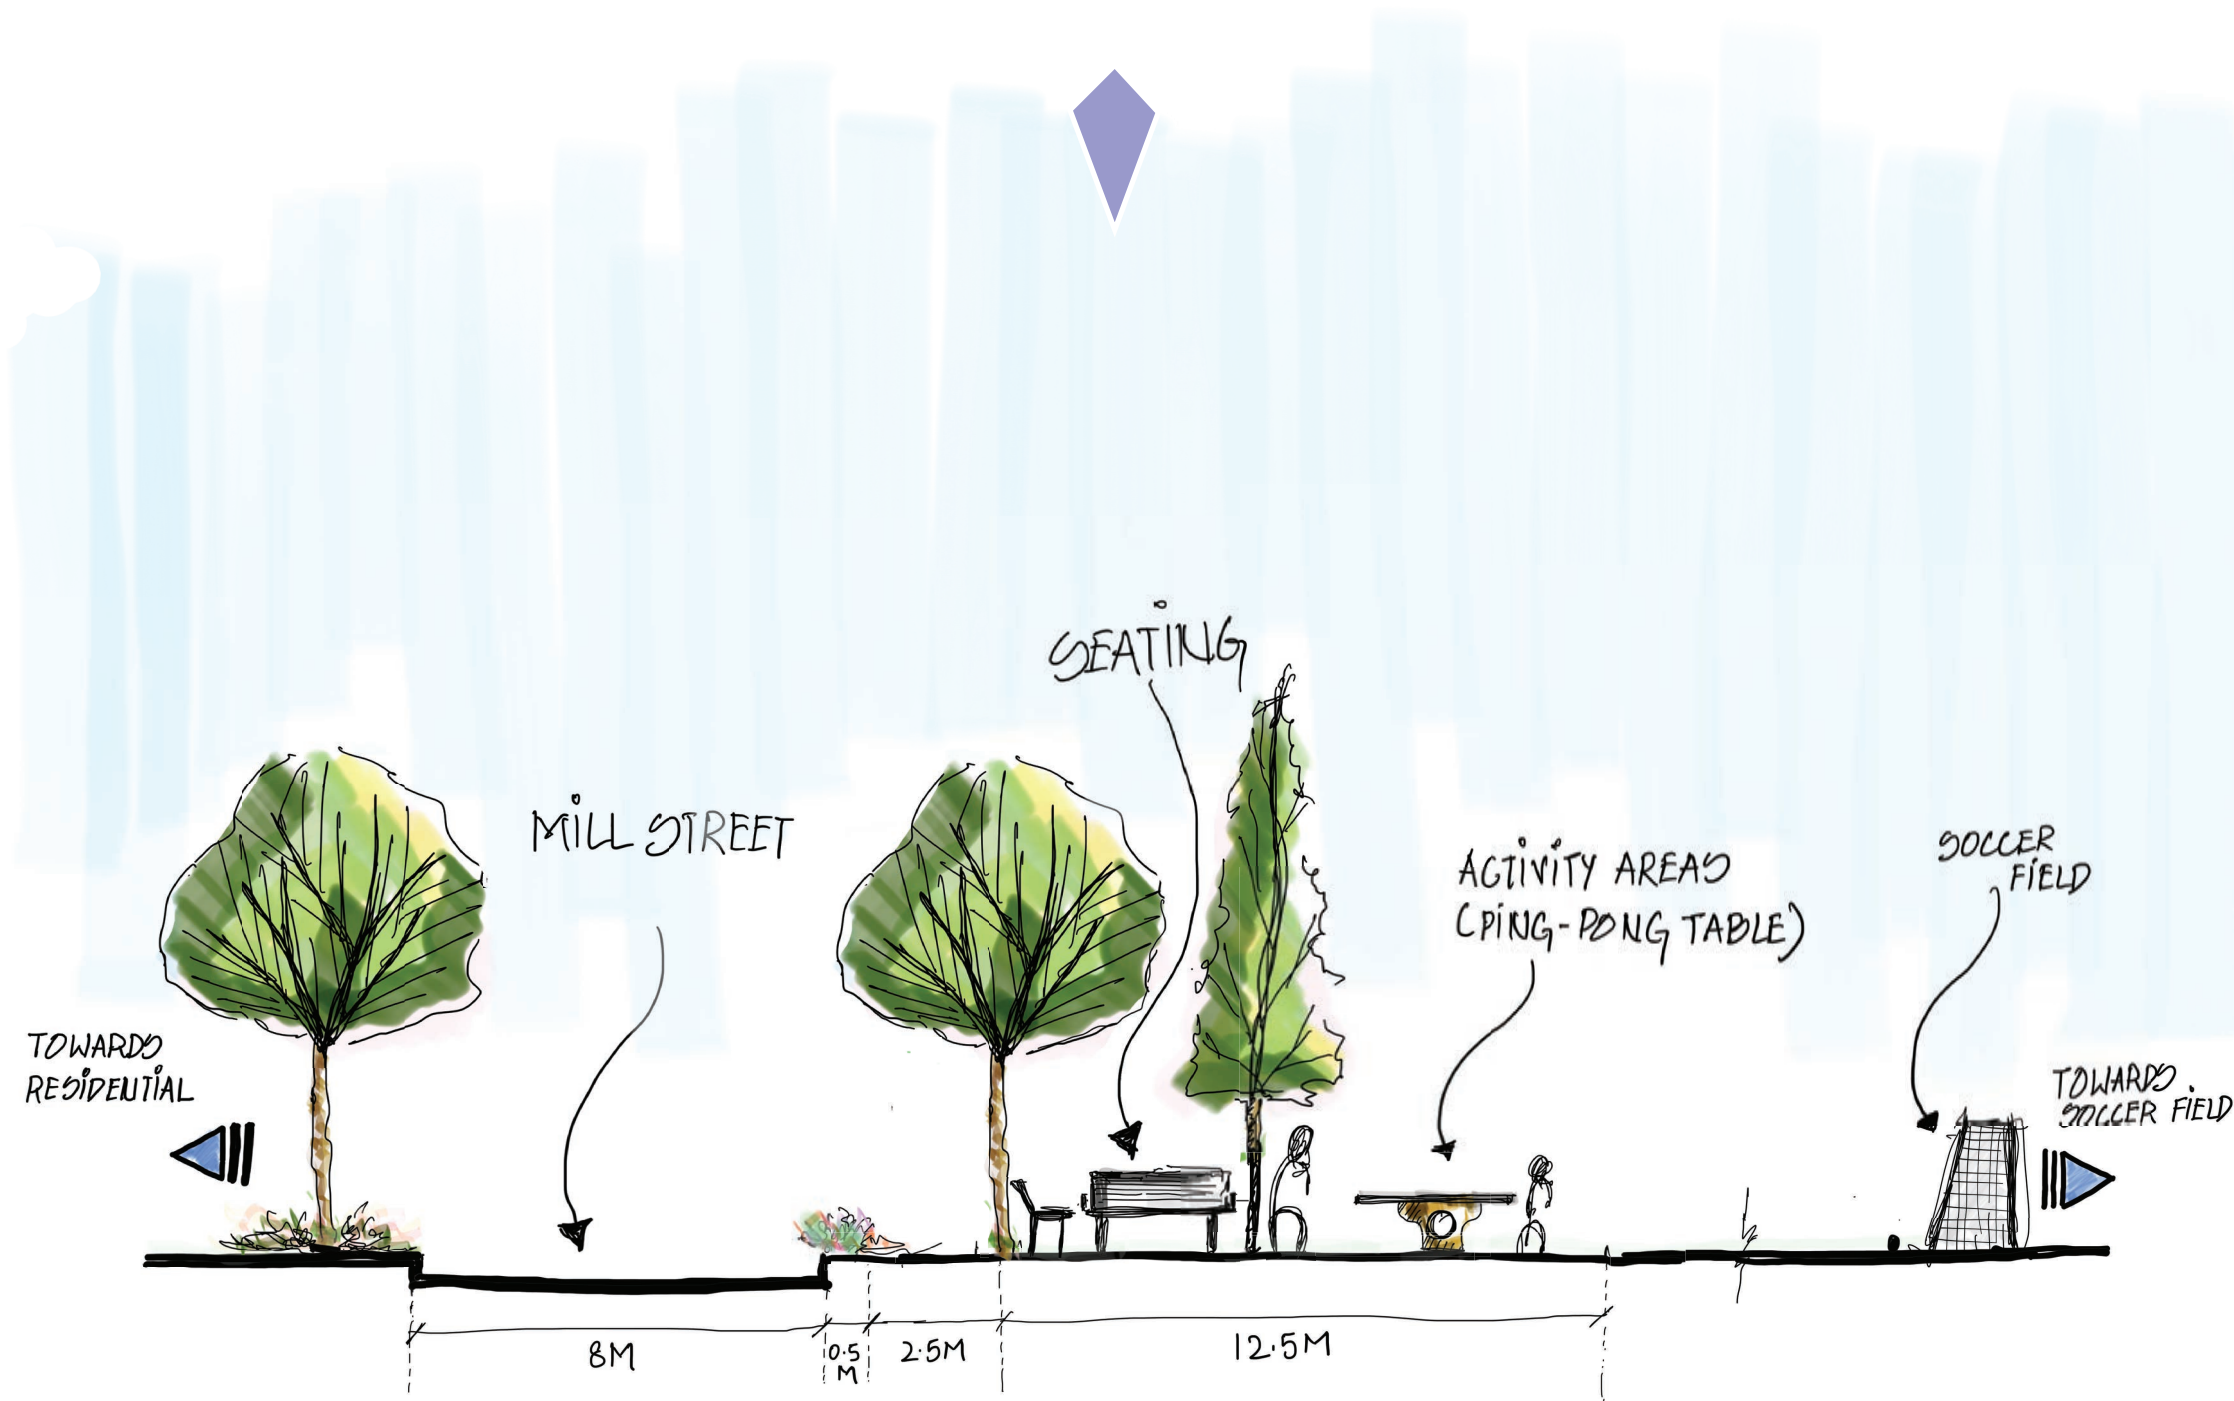 SEATING
MILL STREET
ACTIVITY AREAS
(PING-PONG TABLE)
SOCCER
FIELD
TOWARDS
RESIDENTIAL
TOWARDS
SOCCER FIELD
8M
0.5
M
2.5M
12.5M